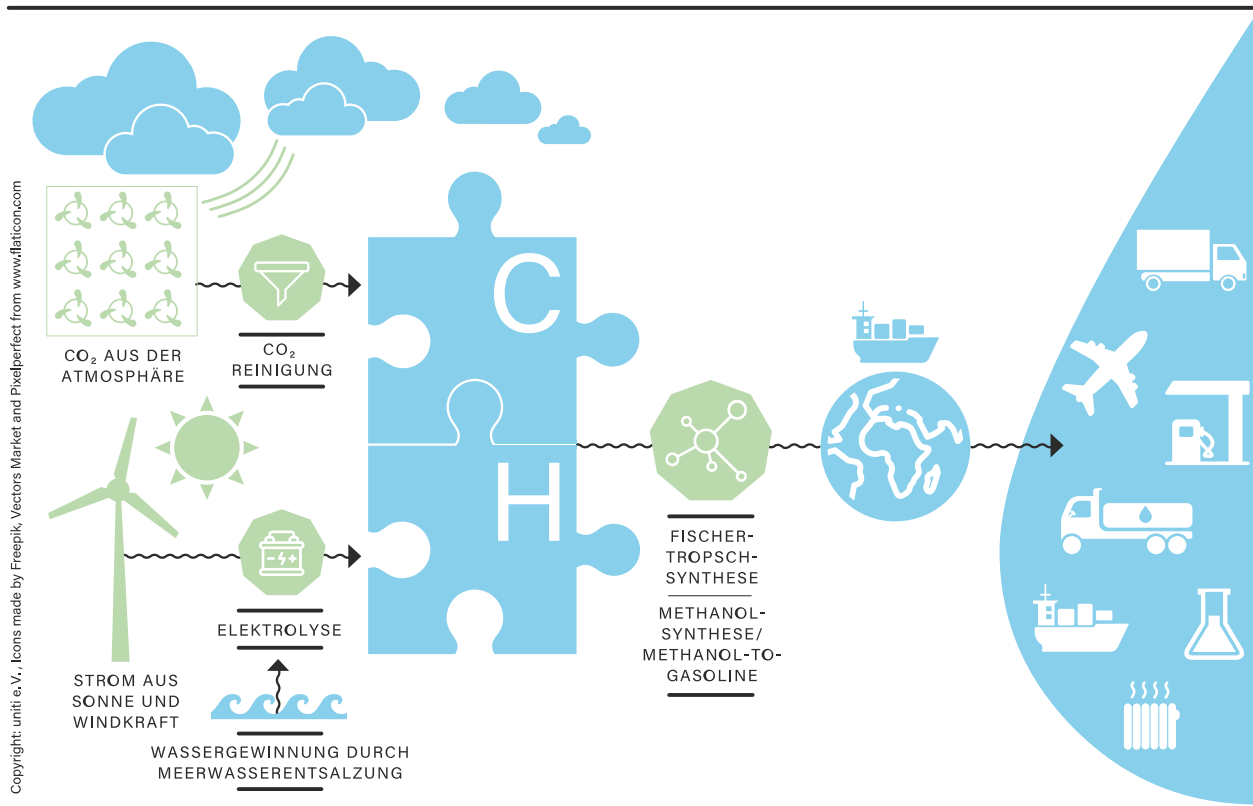 CO₂ AUS DER
ATMOSPHÄRE
CO₂
REINIGUNG
C
H
STROM AUS
SONNE UND
WINDKRAFT
ELEKTROLYSE
WASSERGEWINNUNG DURCH
MEERWASSERENTSALZUNG
FISCHER-
TROPSCH-
SYNTHESE
METHANOL-
SYNTHESE/
METHANOL-TO-
GASOLINE
Copyright: uniti e.V., Icons made by Freepik, Vectors Market and Pixelperfect from www.flaticon.com